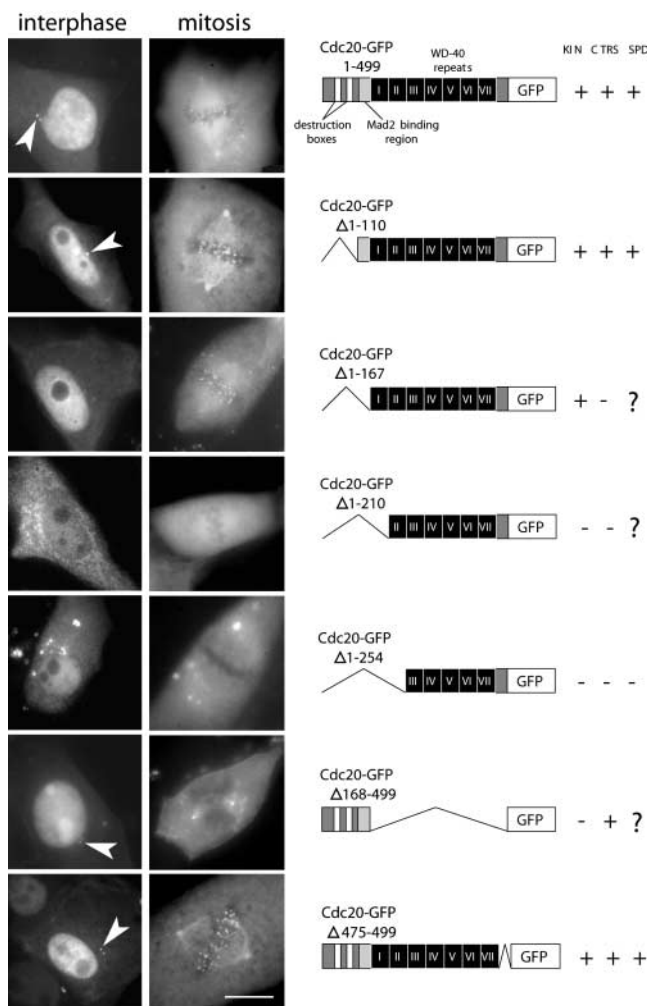 interphase mitosis
Cdc20-GFP
1-499
WD-40
repeats
KIN CTRS SPD
I II III IV V VI VII GFP + + +
destruction
boxes
Mad2 binding
region
Cdc20-GFP
Δ1-110
I II III IV V VI VII GFP + + +
Cdc20-GFP
Δ1-167
I II III IV V VI VII GFP + - ?
Cdc20-GFP
Δ1-210
II III IV V VI VII GFP - - ?
Cdc20-GFP
Δ1-254
III IV V VI VII GFP - - -
Cdc20-GFP
Δ168-499
GFP - + ?
Cdc20-GFP
Δ475-499
I II III IV V VI VII GFP + + +